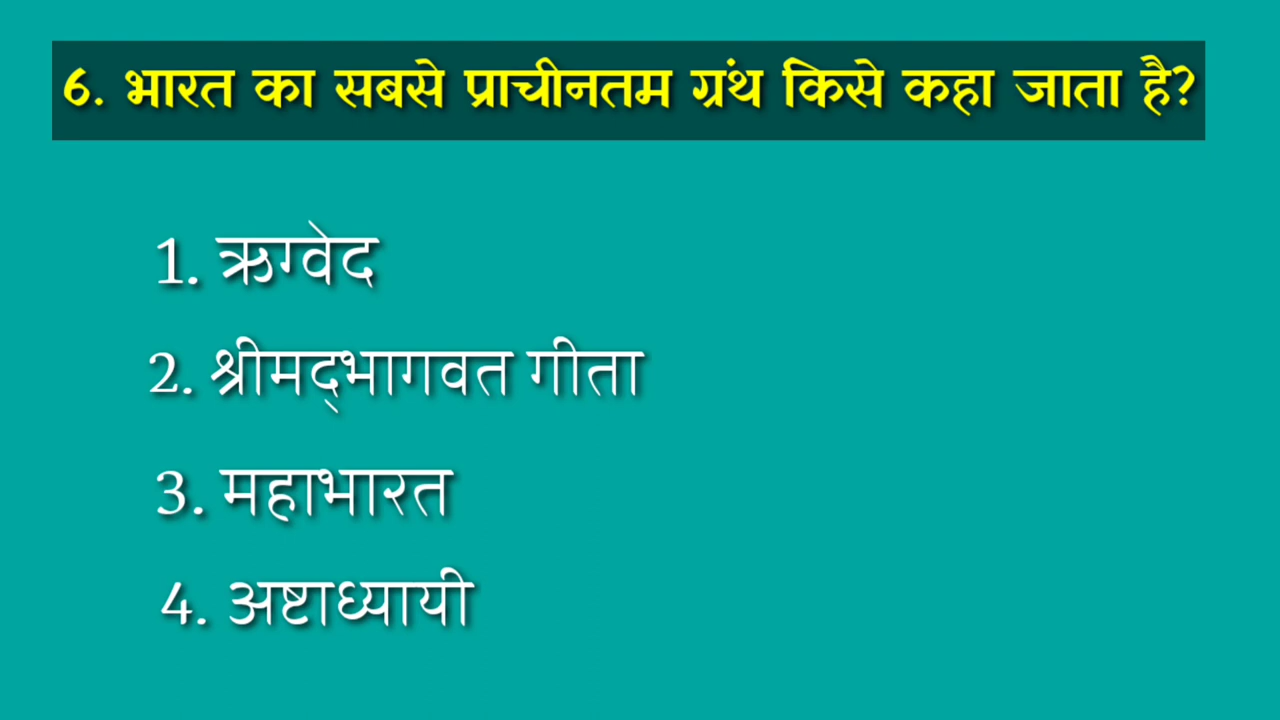 6. भारत का सबसे प्राचीनतम ग्रंथ किसे कहा जाता है?
1. ऋग्वेद
2. श्रीमद्‌भागवत गीता
3. महाभारत
4. अष्टाध्यायी